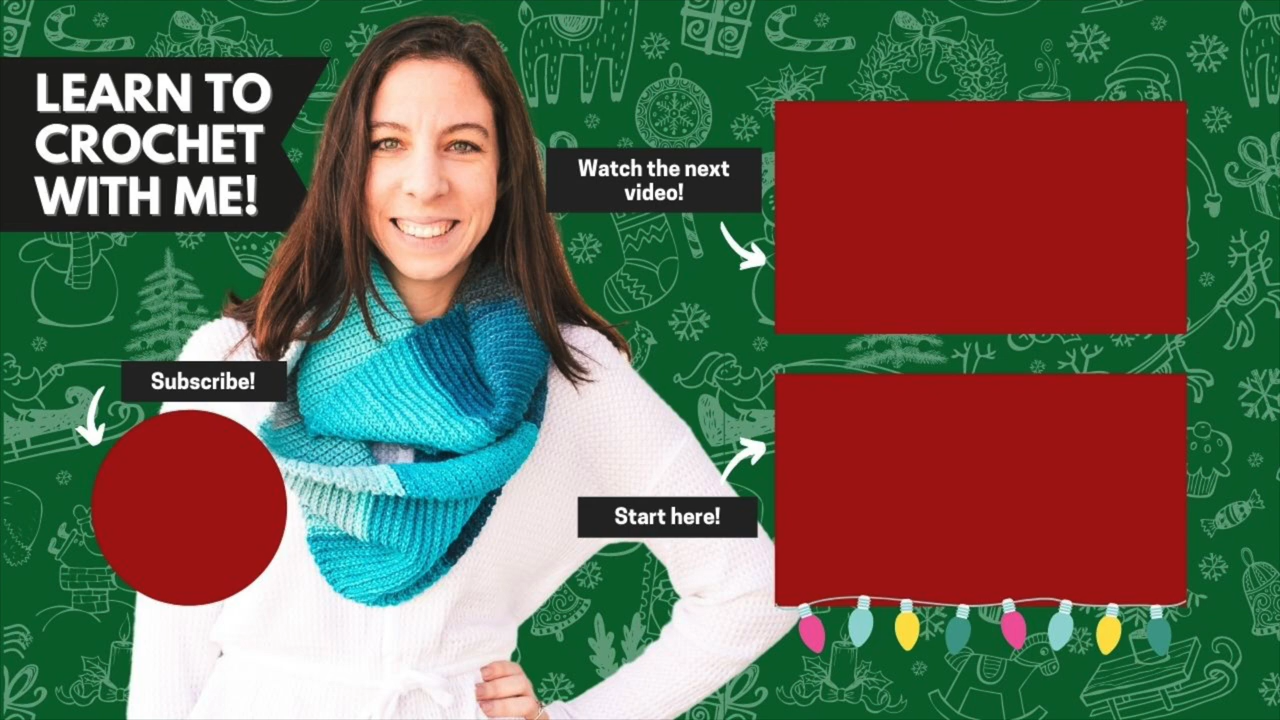 LEARN TO
CROCHET
WITH ME!
Watch the next
video!
Subscribe!
Start here!